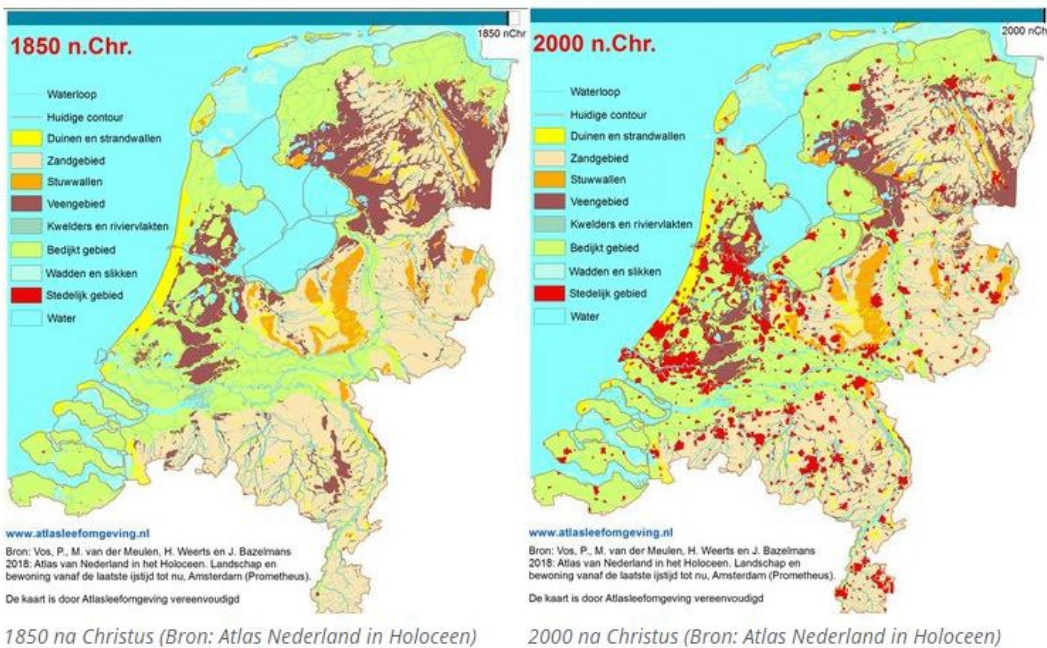 1850 n.Chr.
1850 nChr
Waterloop
Huidige contour
Duinen en strandwallen
Zandgebied
Stuwwallen
Veengebied
Kwelders en riviervlakten
Bedijkt gebied
Wadden en slikken
Stedelijk gebied
Water
www.atlasleefomgeving.nl
Bron: Vos, P., M. van der Meulen, H. Weerts en J. Bazelmans
2018: Atlas van Nederland in het Holoceen. Landschap en
bewoning vanaf de laatste ijstijd tot nu, Amsterdam (Prometheus).
De kaart is door Atlasleefomgeving vereenvoudigd
1850 na Christus (Bron: Atlas Nederland in Holoceen)
2000 n.Chr.
2000 nChr
Waterloop
Huidige contour
Duinen en strandwallen
Zandgebied
Stuwwallen
Veengebied
Kwelders en riviervlakten
Bedijkt gebied
Wadden en slikken
Stedelijk gebied
Water
www.atlasleefomgeving.nl
Bron: Vos, P., M. van der Meulen, H. Weerts en J. Bazelmans
2018: Atlas van Nederland in het Holoceen. Landschap en
bewoning vanaf de laatste ijstijd tot nu, Amsterdam (Prometheus).
De kaart is door Atlasleefomgeving vereenvoudigd
2000 na Christus (Bron: Atlas Nederland in Holoceen)